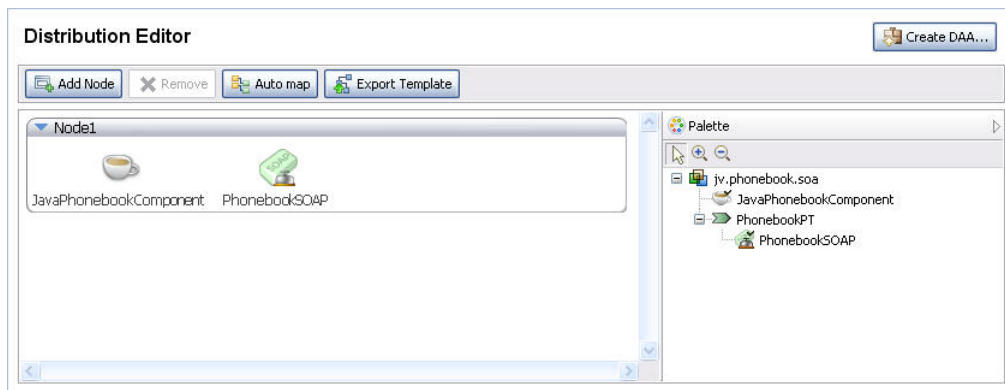 Distribution Editor
Create DAA...
Add Node Remove Auto map Export Template
Node1
JavaPhonebookComponent PhonebookSOAP
SOAP
Palette
jv.phonebook.soa
JavaPhonebookComponent
PhonebookPT
PhonebookSOAP